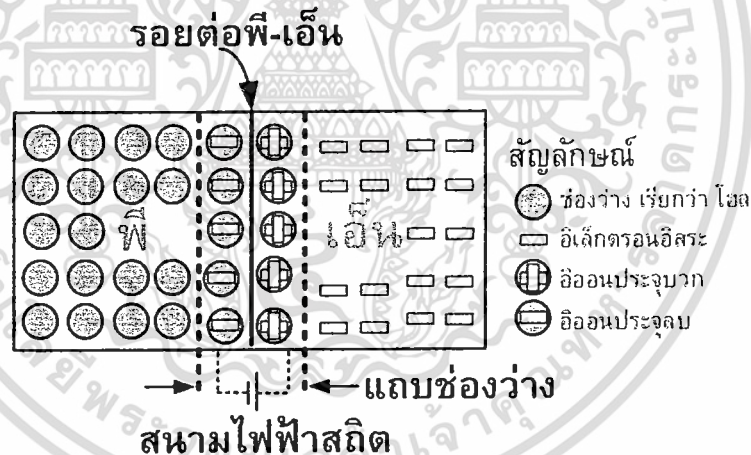 รอยต่อพี-เอ็น
พี
เอ็น
สัญลักษณ์
ช่องว่าง เรียกว่า โฮล
อิเล็กตรอนอิสระ
อิออนประจุบวก
อิออนประจุลบ
แถบช่องว่าง
สนามไฟฟ้าสถิต